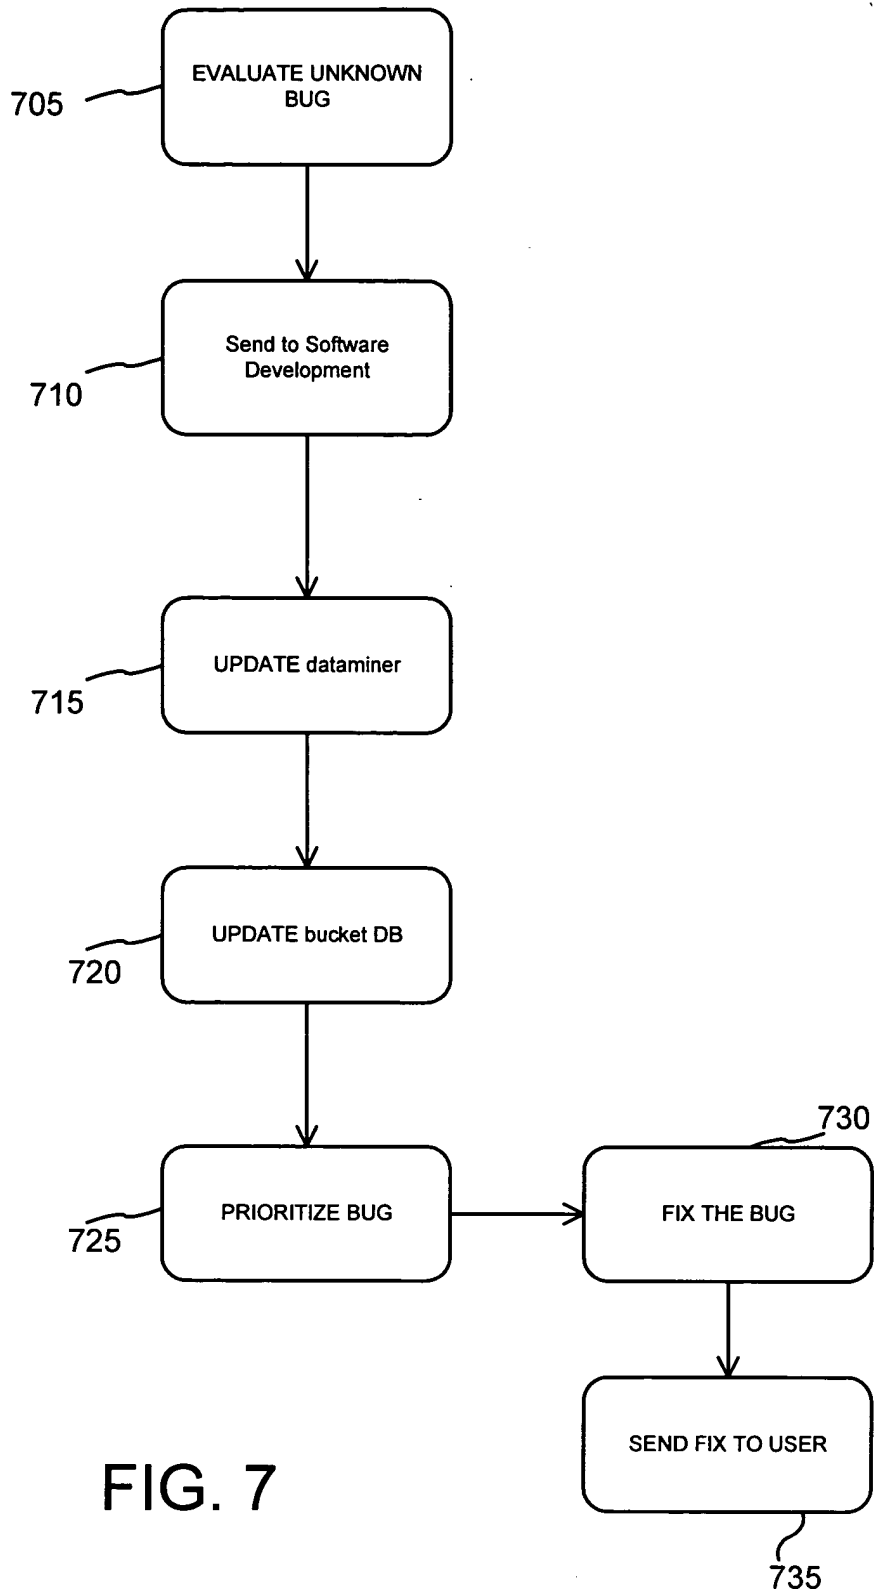 EVALUATE UNKNOWN
BUG
705
Send to Software
Development
710
UPDATE dataminer
715
UPDATE bucket DB
720
PRIORITIZE BUG
725
730
FIX THE BUG
SEND FIX TO USER
735
FIG. 7